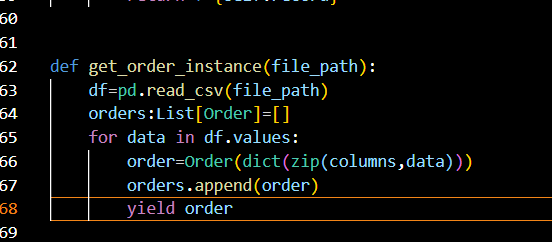 60
61
62 def get_order_instance(file_path):
63 df=pd.read_csv(file_path)
64 orders:List[Order]=[]
65 for data in df.values:
66 order=Order(dict(zip(columns,data)))
67 orders.append(order)
68 yield order
69